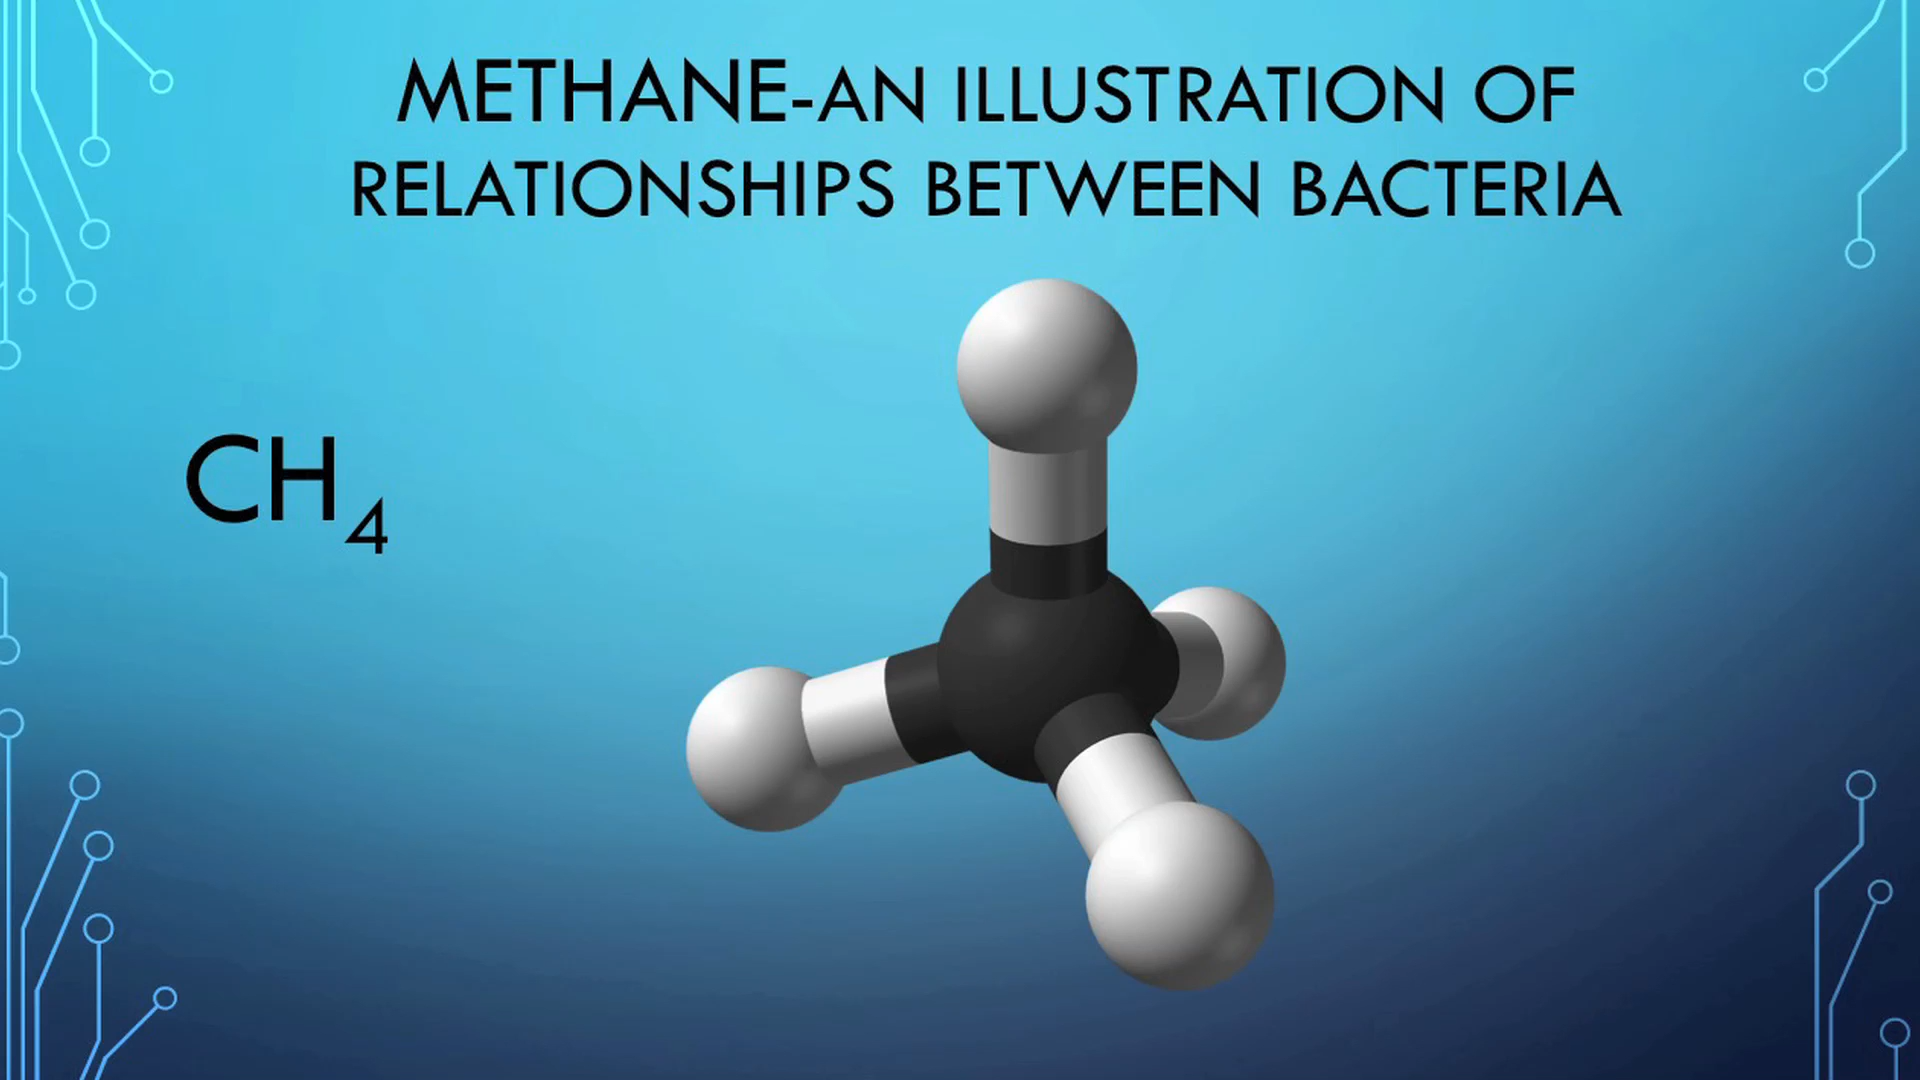 METHANE-AN ILLUSTRATION OF
RELATIONSHIPS BETWEEN BACTERIA
CH₄